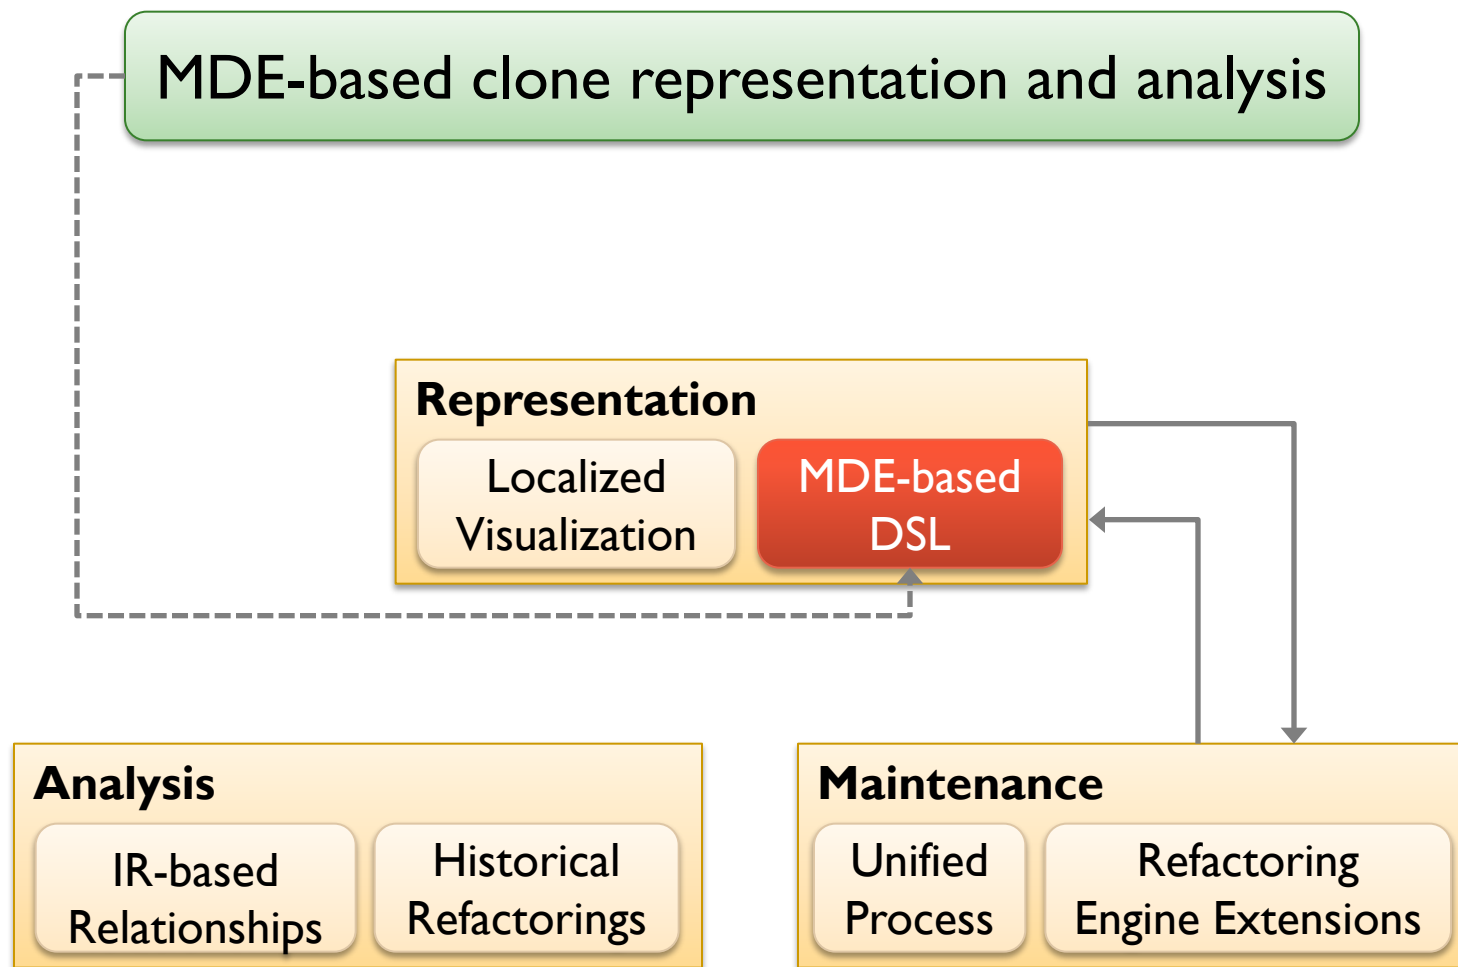 MDE-based clone representation and analysis
Representation
Localized
Visualization
MDE-based
DSL
Analysis
IR-based
Relationships
Historical
Refactorings
Maintenance
Unified
Process
Refactoring
Engine Extensions